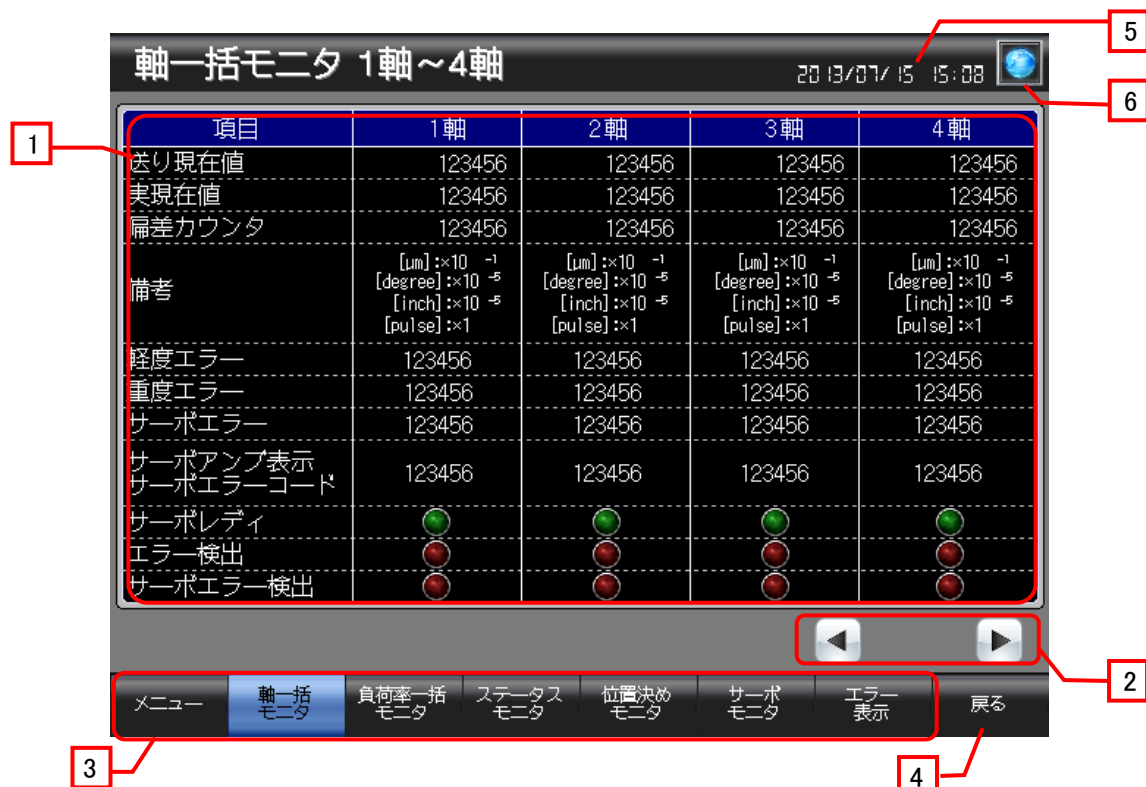 5
軸一括モニタ 1軸～4軸
2013/07/15 15:08
6
1
項目 1軸 2軸 3軸 4軸
送り現在値 123456 123456 123456 123456
実現在値 123456 123456 123456 123456
偏差カウンタ 123456 123456 123456 123456
備考
[μm]:×10 -1 [μm]:×10 -1 [μm]:×10 -1 [μm]:×10 -1
[degree]:×10 -5 [degree]:×10 -5 [degree]:×10 -5 [degree]:×10 -5
[inch]:×10 -5 [inch]:×10 -5 [inch]:×10 -5 [inch]:×10 -5
[pulse]:×1 [pulse]:×1 [pulse]:×1 [pulse]:×1
軽度エラー 123456 123456 123456 123456
重度エラー 123456 123456 123456 123456
サーボエラー 123456 123456 123456 123456
サーボアンプ表示
サーボエラーコード 123456 123456 123456 123456
サーボレディ
エラー検出
サーボエラー検出
◀ ▶
2
メニュー
軸一括
モニタ
負荷率一括
モニタ
ステータス
モニタ
位置決め
モニタ
サーボ
モニタ
エラー
表示
戻る
3
4